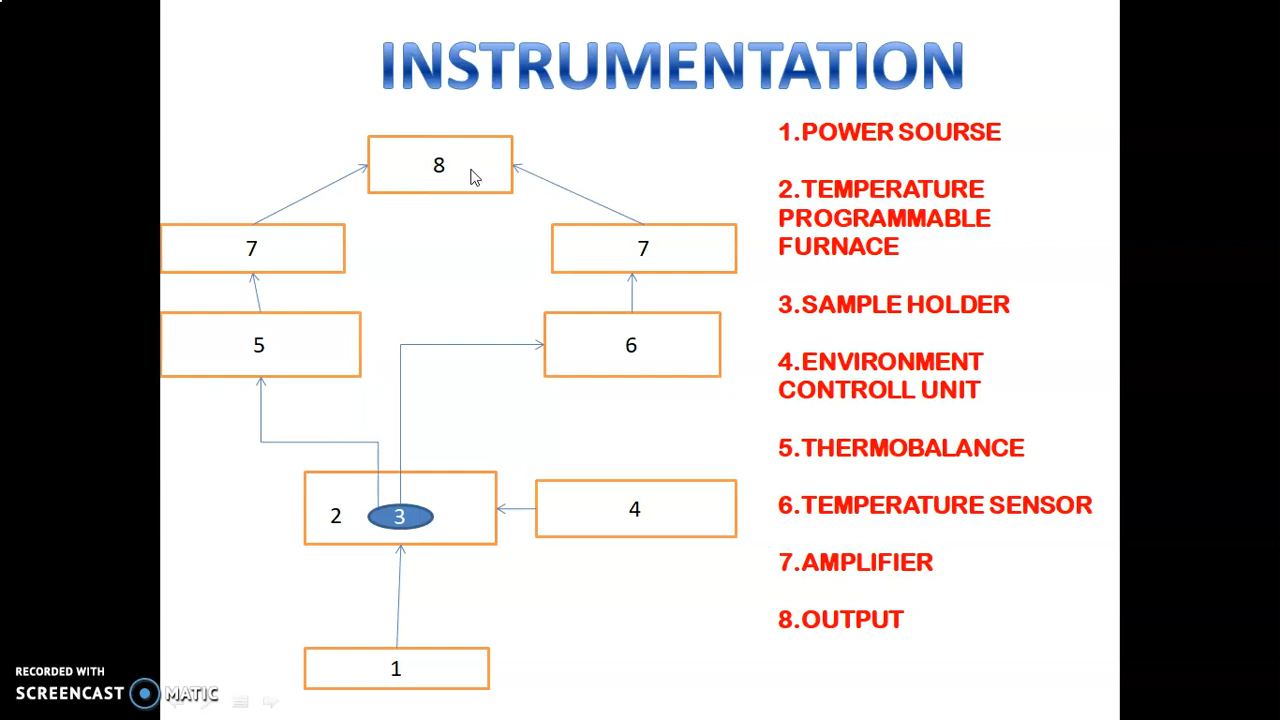 INSTRUMENTATION
8
7
7
5
6
2
3
4
1
1.POWER SOURSE
2.TEMPERATURE
PROGRAMMABLE
FURNACE
3.SAMPLE HOLDER
4.ENVIRONMENT
CONTROLL UNIT
5.THERMOBALANCE
6.TEMPERATURE SENSOR
7.AMPLIFIER
8.OUTPUT
RECORDED WITH
SCREENCAST MATIC